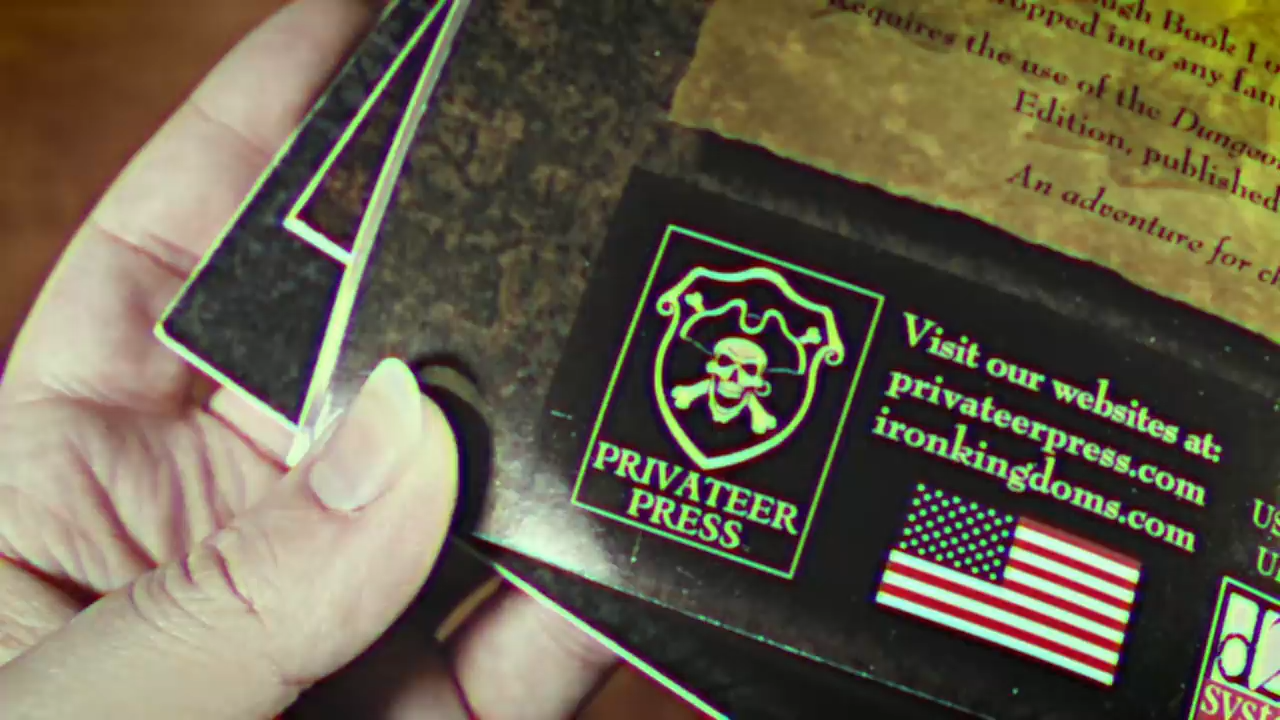 Book I
dropped into any
Requires the use of the Dungeon
Edition, published
An adventure for
Visit our websites at:
privateerpress.com
ironkingdoms.com
PRIVATEER
PRESS